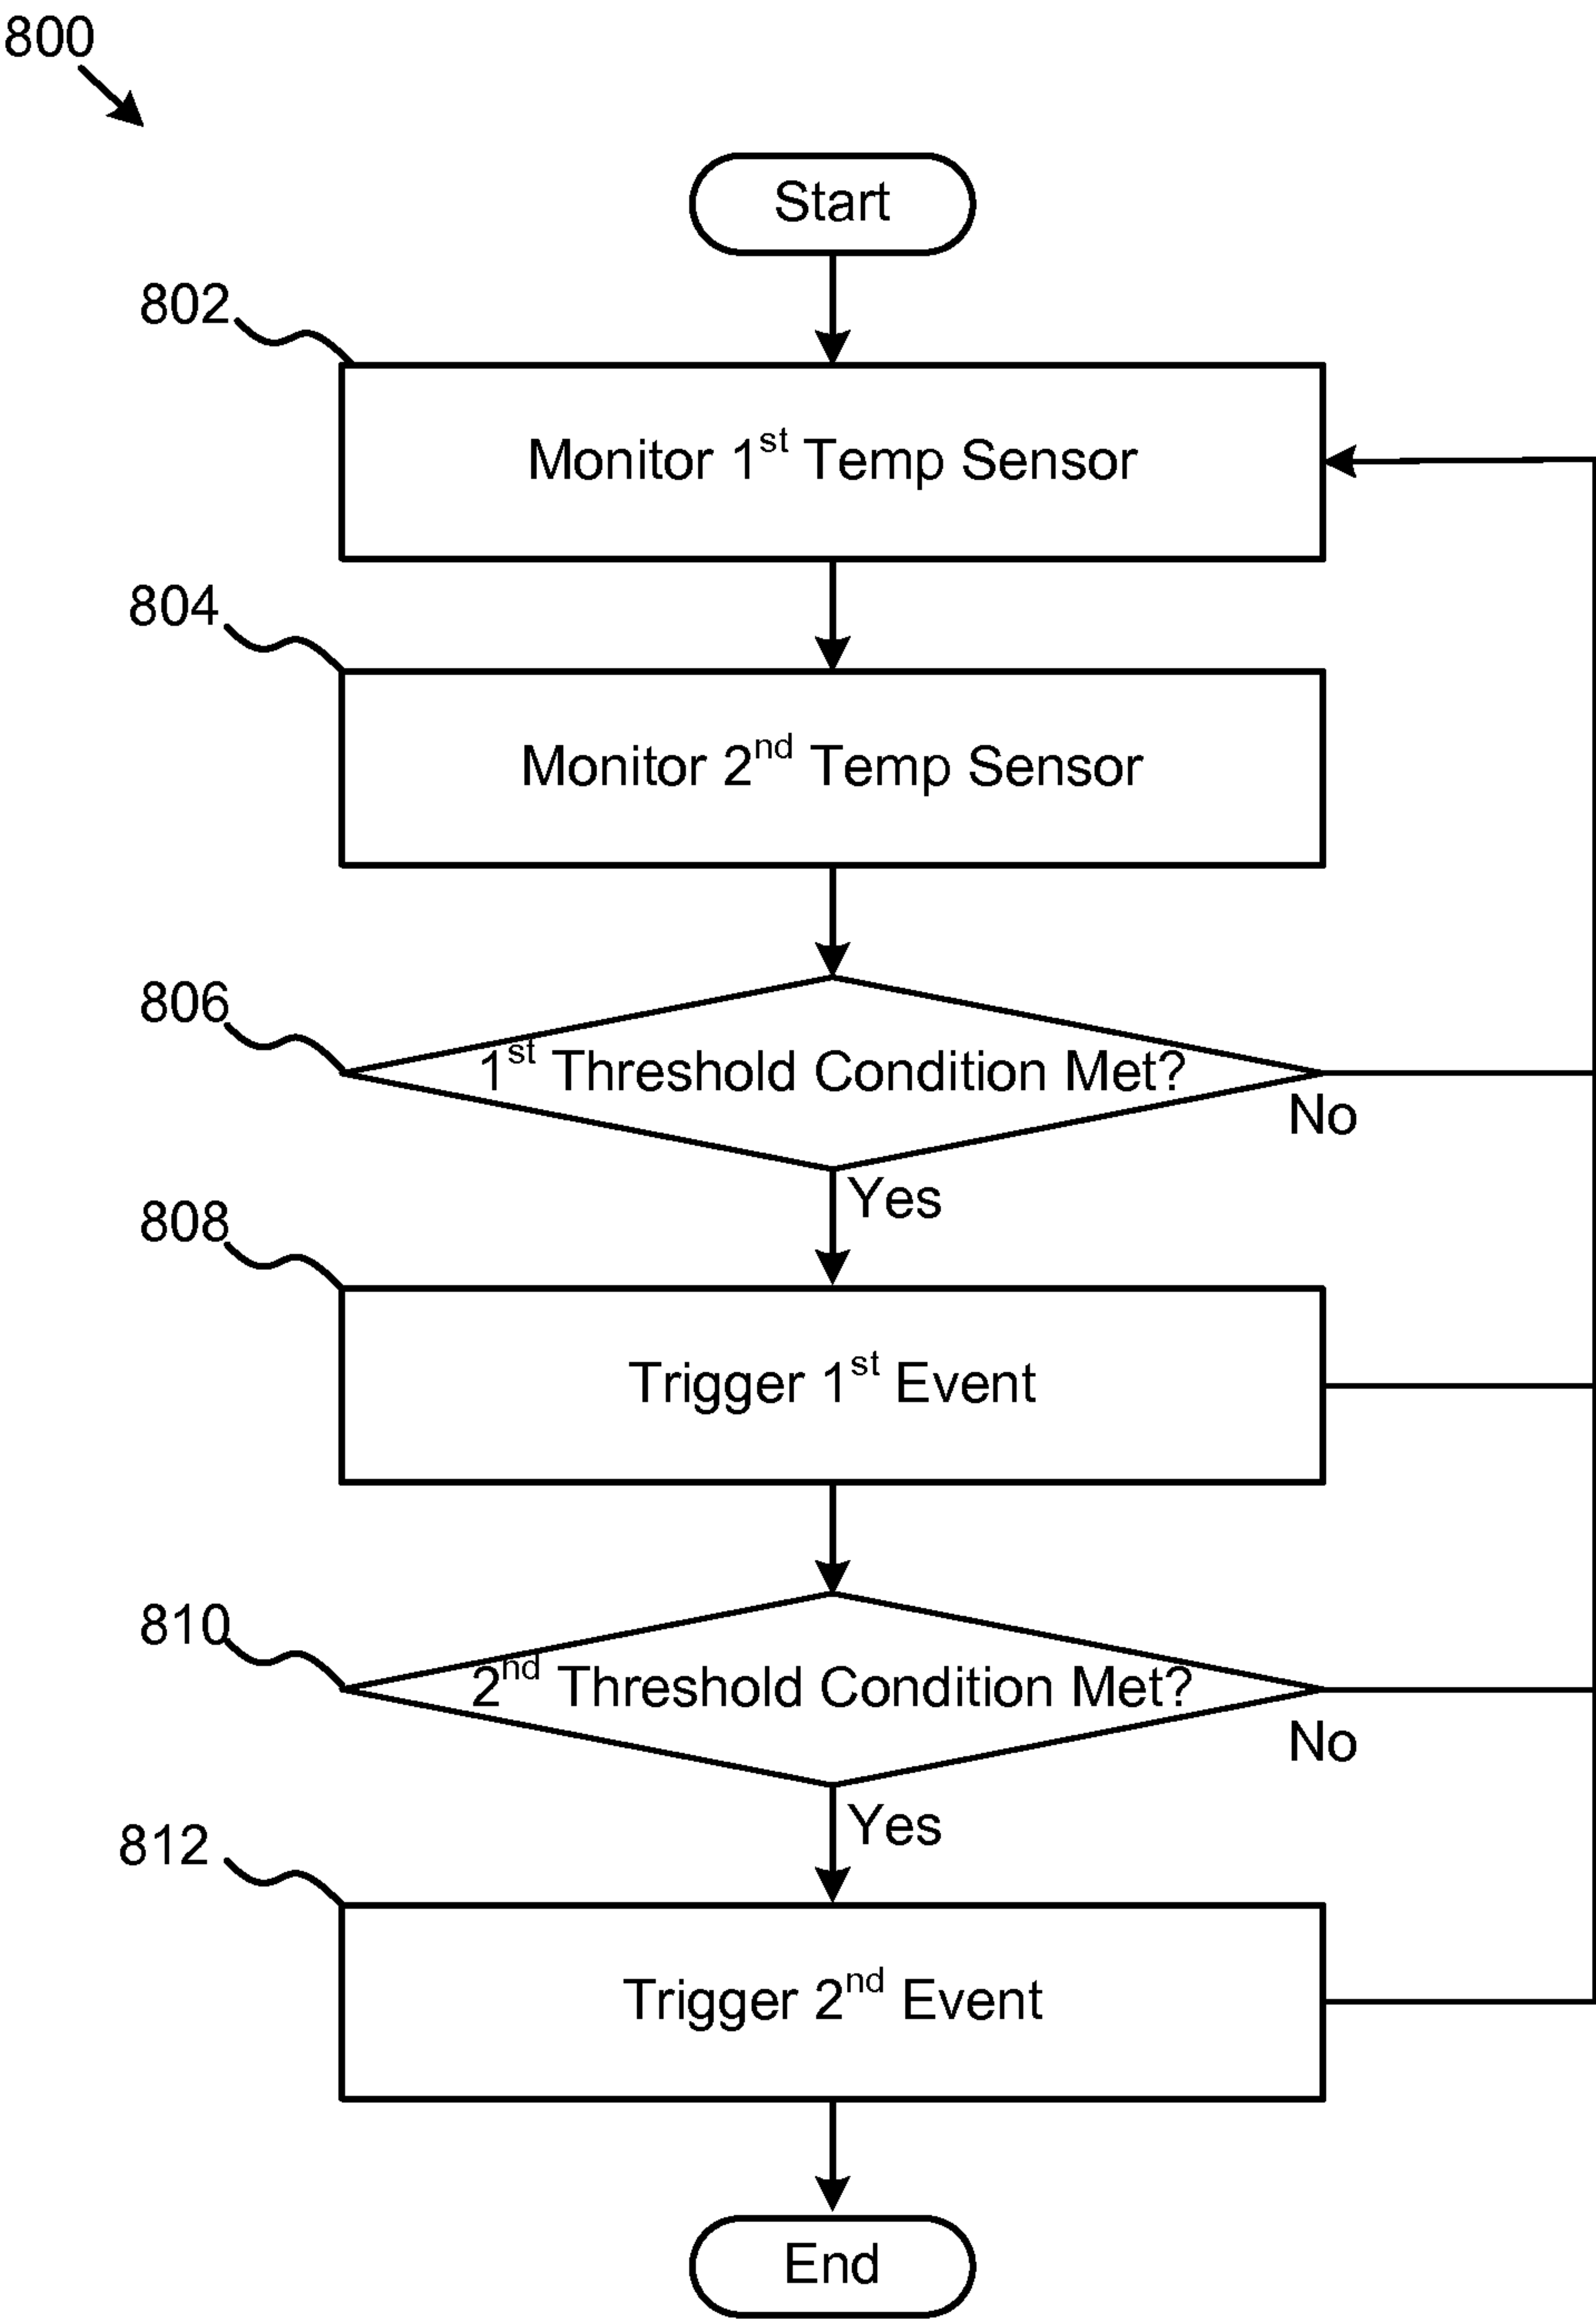 800
Start
802
Monitor 1st Temp Sensor
804
Monitor 2nd Temp Sensor
806
1st Threshold Condition Met?
No
Yes
808
Trigger 1st Event
810
2nd Threshold Condition Met?
No
Yes
812
Trigger 2nd Event
End